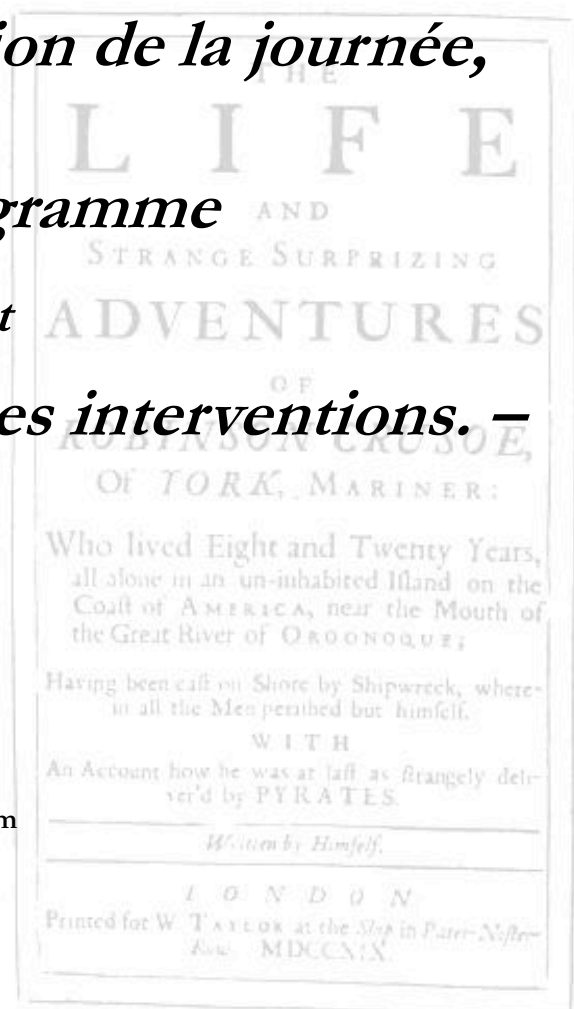 ion de la journée,
THE
LIFE
gramme
AND
STRANGE SURPRIZING
t
ADVENTURES
OF
es interventions. –
ROBINSON CRUSOE,
Of YORK, MARINER:
Who lived Eight and Twenty Years,
all alone in an un-inhabited Iſland on the
Coaſt of AMERICA, near the Mouth of
the Great River of OROONOQUE;
Having been caſt on Shore by Shipwreck, where-
in all the Men periſhed but himſelf.
WITH
An Account how he was at laſt as ſtrangely deli-
ver'd by PYRATES.
m
Written by Himſelf.
LONDON
Printed for W. TAYLOR at the Ship in Pater-Noſter-
Row. MDCCXIX.